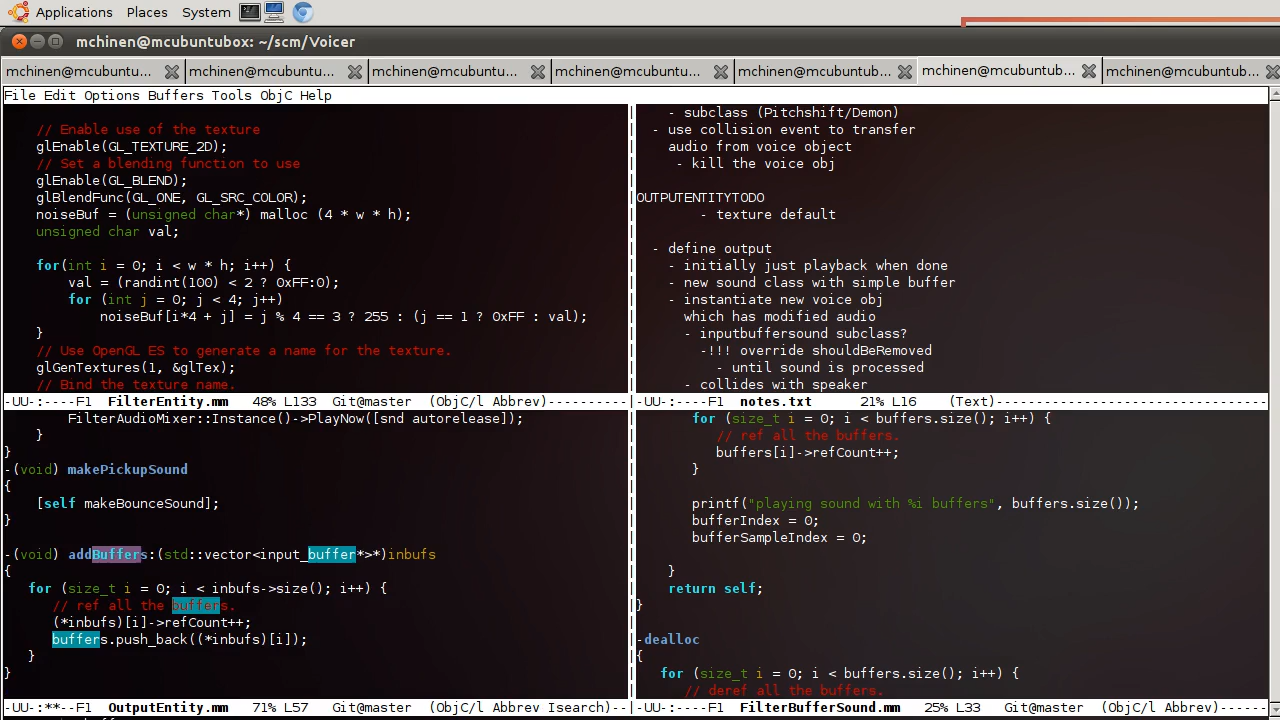 Applications Places System
mchinen@mcubuntubox: ~/scm/Voicer
mchinen@mcubuntu... mchinen@mcubuntu... mchinen@mcubuntu... mchinen@mcubuntu... mchinen@mcubuntub... mchinen@mcubuntub... mchinen@mcubuntub...
File Edit Options Buffers Tools ObjC Help
// Enable use of the texture
glEnable(GL_TEXTURE_2D);
// Set a blending function to use
glEnable(GL_BLEND);
glBlendFunc(GL_ONE, GL_SRC_COLOR);
noiseBuf = (unsigned char*) malloc (4 * w * h);
unsigned char val;
for(int i = 0; i < w * h; i++) {
val = (randint(100) < 2 ? 0xFF:0);
for (int j = 0; j < 4; j++)
noiseBuf[i*4 + j] = j % 4 == 3 ? 255 : (j == 1 ? 0xFF : val);
}
// Use OpenGL ES to generate a name for the texture.
glGenTextures(1, &glTex);
// Bind the texture name.
-UU-:----F1 FilterEntity.mm 48% L133 Git@master (ObjC/l Abbrev)----------
- subclass (Pitchshift/Demon)
- use collision event to transfer
audio from voice object
- kill the voice obj
OUTPUTENTITYTODO
- texture default
- define output
- initially just playback when done
- new sound class with simple buffer
- instantiate new voice obj
which has modified audio
- inputbuffersound subclass?
-!!! override shouldBeRemoved
- until sound is processed
- collides with speaker
-UU-:----F1 notes.txt 21% L16 (Text)----------------------------------
FilterAudioMixer::Instance()->PlayNow([snd autorelease]);
}
}
-(void) makePickupSound
{
[self makeBounceSound];
}
-(void) addBuffers:(std::vector<input_buffer*>*)inbufs
{
for (size_t i = 0; i < inbufs->size(); i++) {
// ref all the buffers.
(*inbufs)[i]->refCount++;
buffers.push_back((*inbufs)[i]);
}
}
-UU-:**--F1 OutputEntity.mm 71% L57 Git@master (ObjC/l Abbrev Isearch)--
for (size_t i = 0; i < buffers.size(); i++) {
// ref all the buffers.
buffers[i]->refCount++;
}
printf("playing sound with %i buffers", buffers.size());
bufferIndex = 0;
bufferSampleIndex = 0;
}
return self;
}
-dealloc
{
for (size_t i = 0; i < buffers.size(); i++) {
// deref all the buffers.
-UU-:----F1 FilterBufferSound.mm 25% L33 Git@master (ObjC/l Abbrev)-------